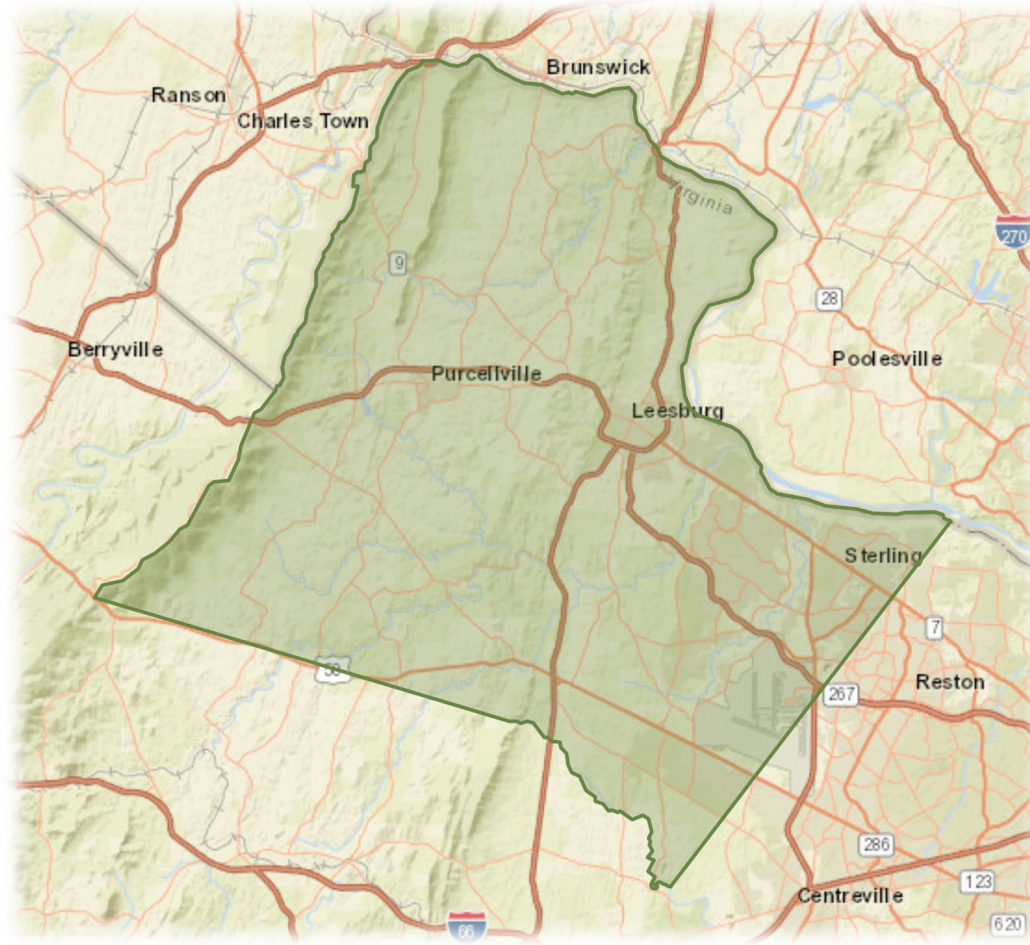 Brunswick
Ranson
Charles Town
Virginia
9
270
28
Berryville
Poolesville
Purcellville
Leesburg
Sterling
7
50
Reston
267
286
123
Centreville
66
620